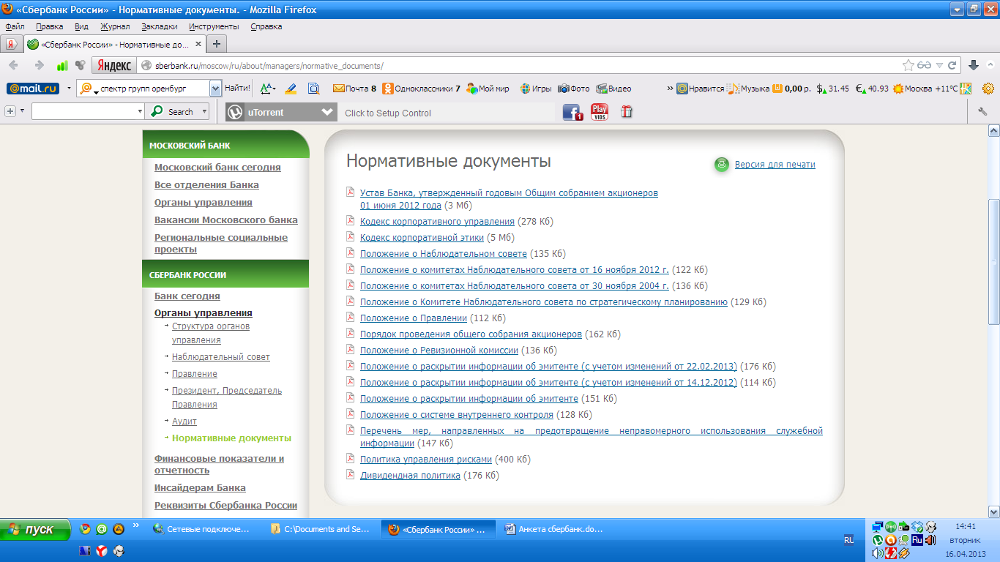 «Сбербанк России» - Нормативные документы. - Mozilla Firefox
Файл Правка Вид Журнал Закладки Инструменты Справка
Я «Сбербанк России» - Нормативные до...
Яндекс sberbank.ru/moscow/ru/about/managers/normative_documents/
@mail.ru спектр групп оренбург Найти! Почта 8 Одноклассники 7 Мой мир Игры Фото Видео » Нравится Музыка 0,00 р. $ 31.45 € 40.93 Москва +11°C
Search uTorrent Click to Setup Control 1 Play VIDS
МОСКОВСКИЙ БАНК
Московский банк сегодня
Все отделения Банка
Органы управления
Вакансии Московского банка
Региональные социальные
проекты
СБЕРБАНК РОССИИ
Банк сегодня
Органы управления
Структура органов
управления
Наблюдательный совет
Правление
Президент, Председатель
Правления
Аудит
Нормативные документы
Финансовые показатели и
отчетность
Инсайдерам Банка
Реквизиты Сбербанка России
Нормативные документы
Версия для печати
Устав Банка, утвержденный годовым Общим собранием акционеров
01 июня 2012 года (3 Мб)
Кодекс корпоративного управления (278 Кб)
Кодекс корпоративной этики (5 Мб)
Положение о Наблюдательном совете (135 Кб)
Положение о комитетах Наблюдательного совета от 16 ноября 2012 г. (122 Кб)
Положение о комитетах Наблюдательного совета от 30 ноября 2004 г. (136 Кб)
Положение о Комитете Наблюдательного совета по стратегическому планированию (129 Кб)
Положение о Правлении (112 Кб)
Порядок проведения общего собрания акционеров (162 Кб)
Положение о Ревизионной комиссии (136 Кб)
Положение о раскрытии информации об эмитенте (с учетом изменений от 22.02.2013) (176 Кб)
Положение о раскрытии информации об эмитенте (с учетом изменений от 14.12.2012) (114 Кб)
Положение о раскрытии информации об эмитенте (151 Кб)
Положение о системе внутреннего контроля (128 Кб)
Перечень мер, направленных на предотвращение неправомерного использования служебной
информации (147 Кб)
Политика управления рисками (400 Кб)
Дивидендная политика (176 Кб)
пуск » Сетевые подключе... C:\Documents and Se... «Сбербанк России» ... Анкета сбербанк.do... RU
Ru
14:41
вторник
16.04.2013